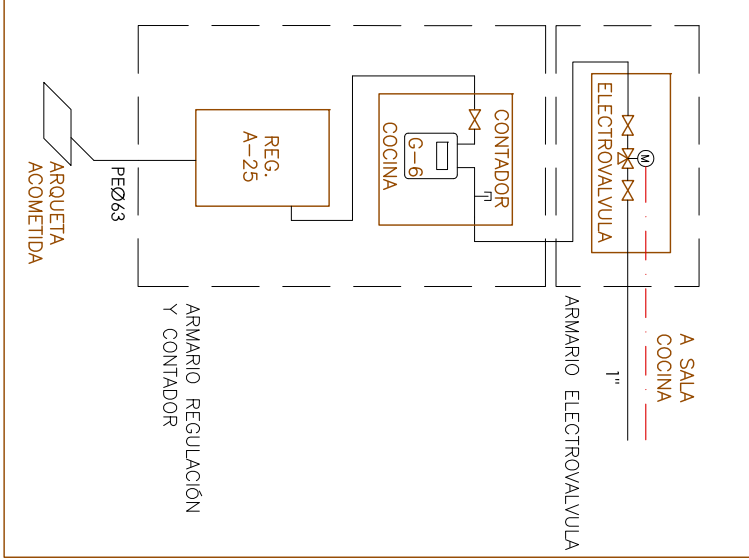 A SALA
COCINA
1"
ELECTROVALVULA
M
ARMARIO ELECTROVALVULA
CONTADOR
G-6
COCINA
REG.
A-25
ARMARIO REGULACIÓN
Y CONTADOR
PEØ63
ARQUETA
ACOMETIDA